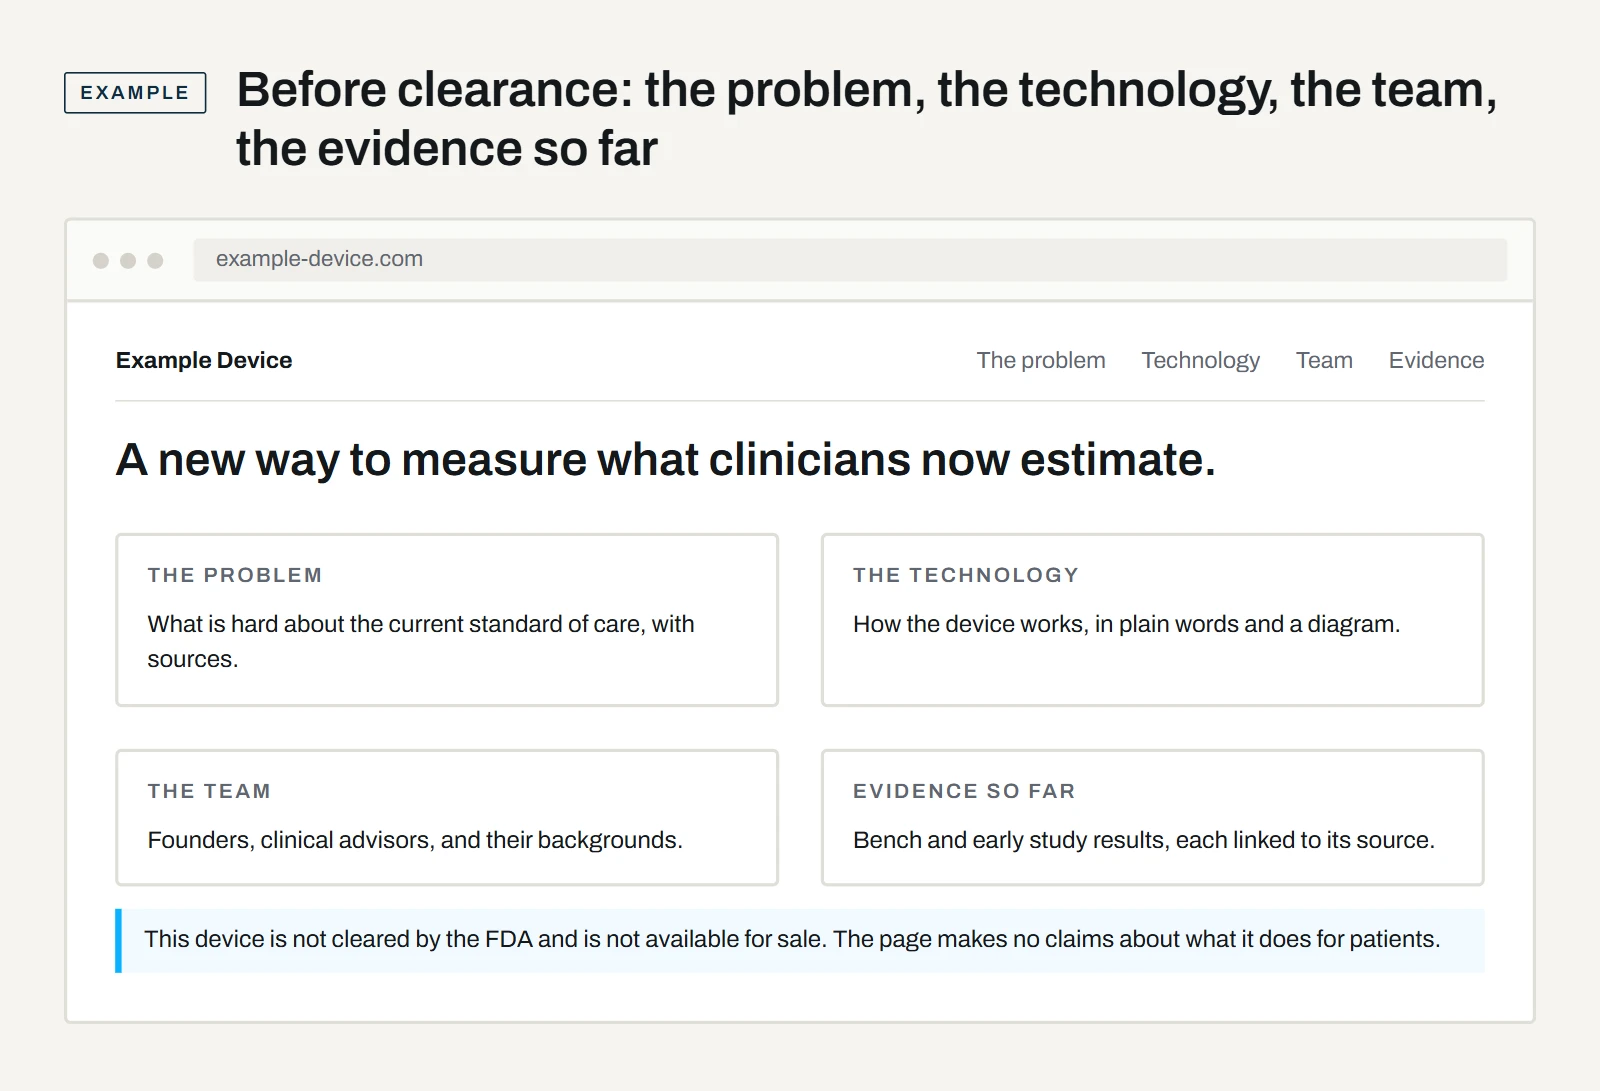 EXAMPLE
Before clearance: the problem, the technology, the team,
the evidence so far
example-device.com
Example Device
The problem
Technology
Team
Evidence
A new way to measure what clinicians now estimate.
THE PROBLEM
What is hard about the current standard of care, with
sources.
THE TECHNOLOGY
How the device works, in plain words and a diagram.
THE TEAM
Founders, clinical advisors, and their backgrounds.
EVIDENCE SO FAR
Bench and early study results, each linked to its source.
This device is not cleared by the FDA and is not available for sale. The page makes no claims about what it does for patients.